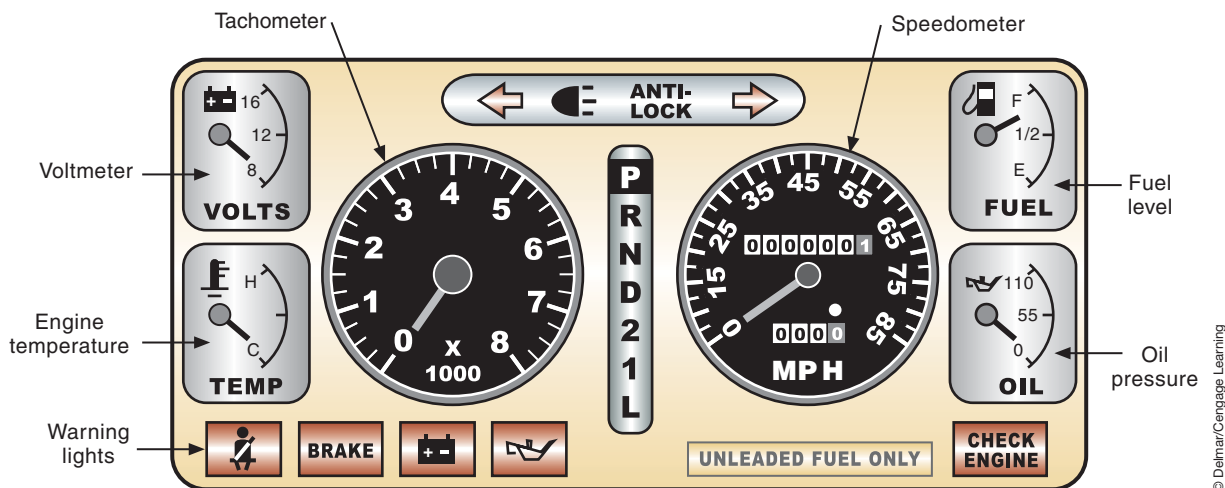 Tachometer
Speedometer
Voltmeter
16
12
8
VOLTS
ANTI-
LOCK
F
1/2
E
FUEL
Fuel
level
0
1
2
3
4
5
6
7
8
X
1000
P
R
N
D
2
1
L
0
15
25
35
45
55
65
75
85
0000001
0000
MPH
Engine
temperature
H
C
TEMP
110
55
0
OIL
Oil
pressure
Warning
lights
BRAKE
+ -
UNLEADED FUEL ONLY
CHECK
ENGINE
© Delmar/Cengage Learning